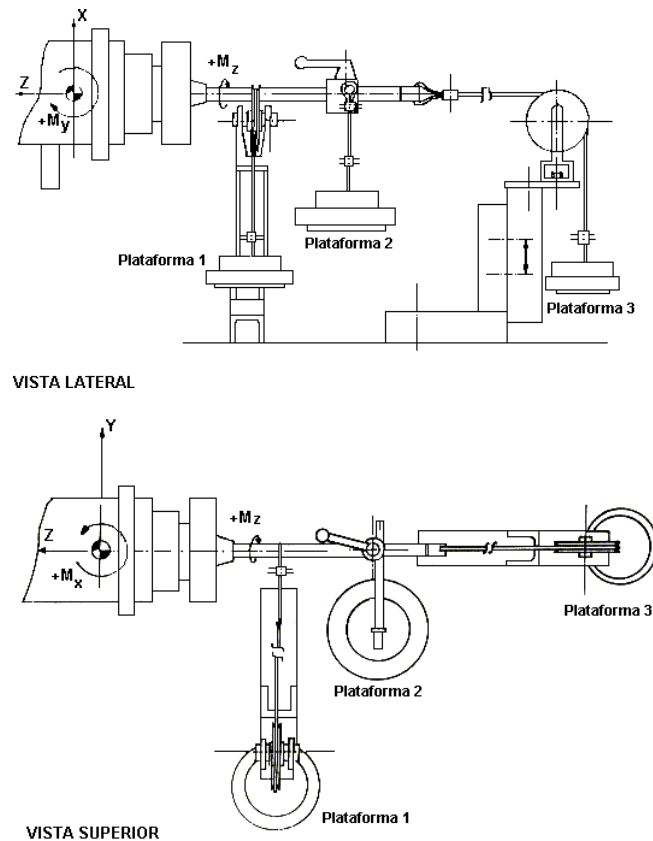 X
Z
+Mz
+My
Plataforma 1
Plataforma 2
Plataforma 3
VISTA LATERAL
Y
Z
+Mz
+Mx
Plataforma 3
Plataforma 2
Plataforma 1
VISTA SUPERIOR